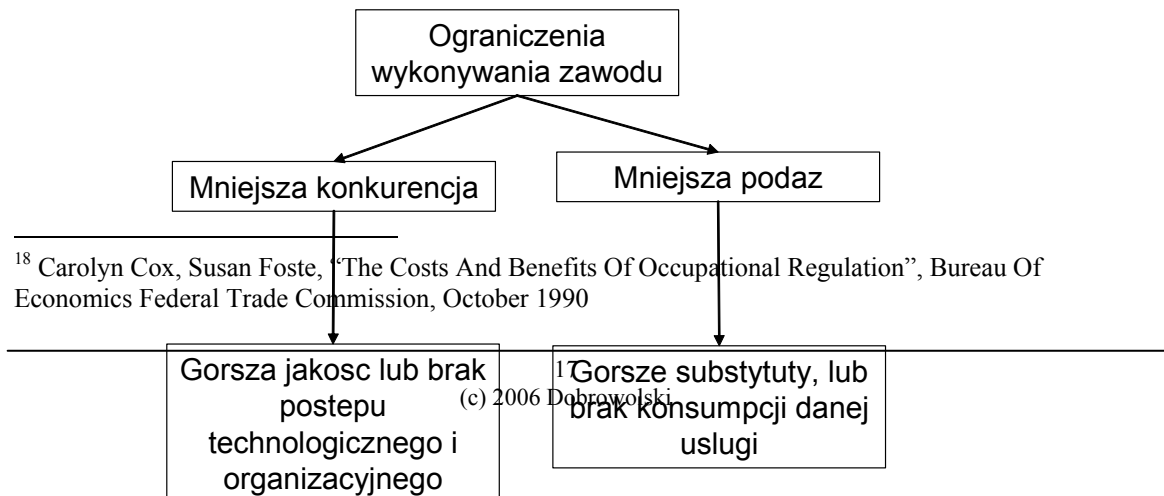 Ograniczenia
wykonywania zawodu
Mniejsza konkurencja
Mniejsza podaz
18 Carolyn Cox, Susan Foste, “The Costs And Benefits Of Occupational Regulation”, Bureau Of
Economics Federal Trade Commission, October 1990
Gorsza jakosc lub brak
postepu
technologicznego i
organizacyjnego
Gorsze substytuty, lub
brak konsumpcji danej
uslugi
17
(c) 2006 Dobrowolski